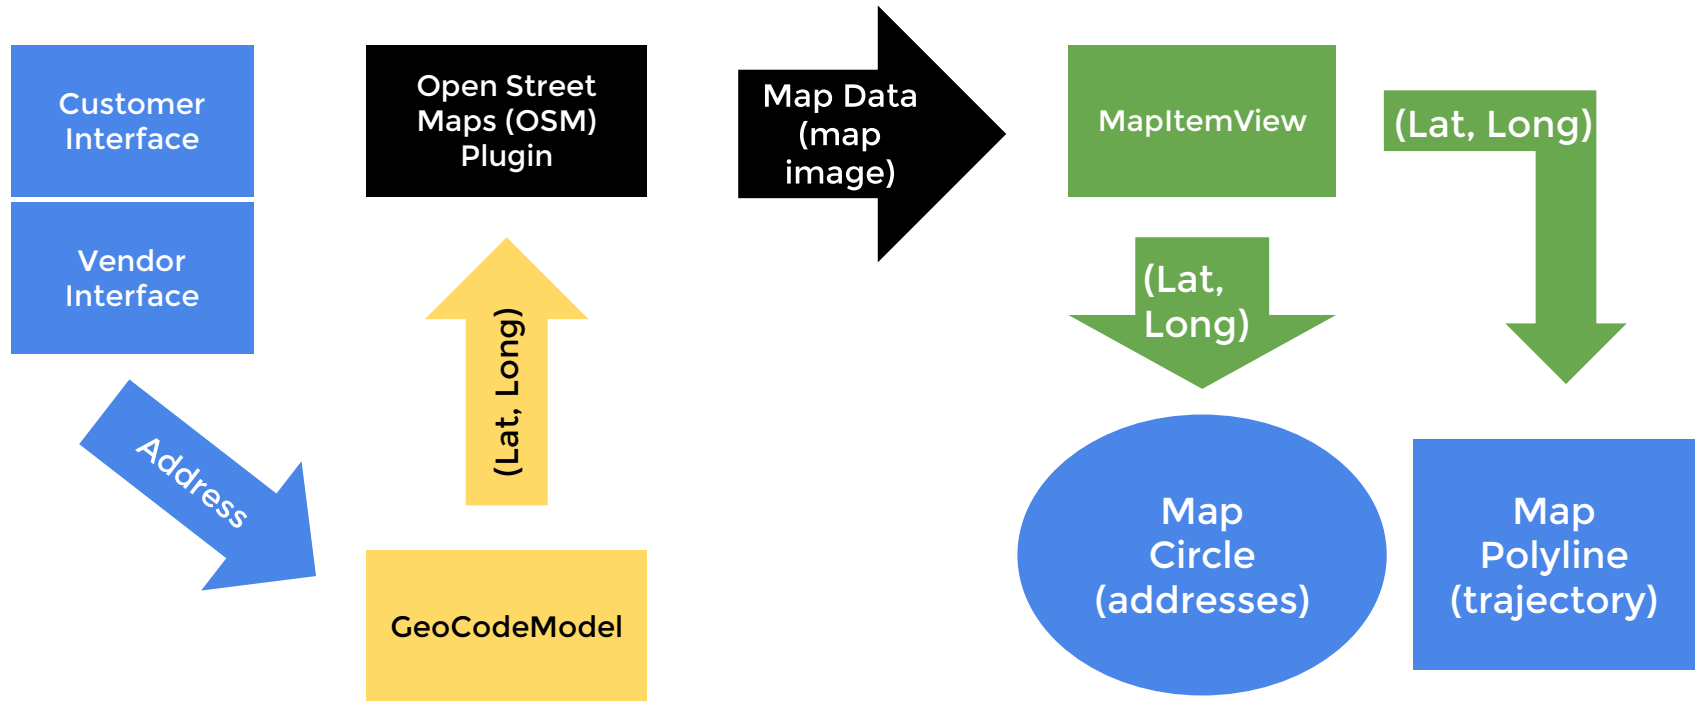 Customer
Interface
Vendor
Interface
Address
Open Street
Maps (OSM)
Plugin
(Lat, Long)
GeoCodeModel
Map Data
(map
image)
MapItemView
(Lat, Long)
(Lat,
Long)
Map
Circle
(addresses)
Map
Polyline
(trajectory)